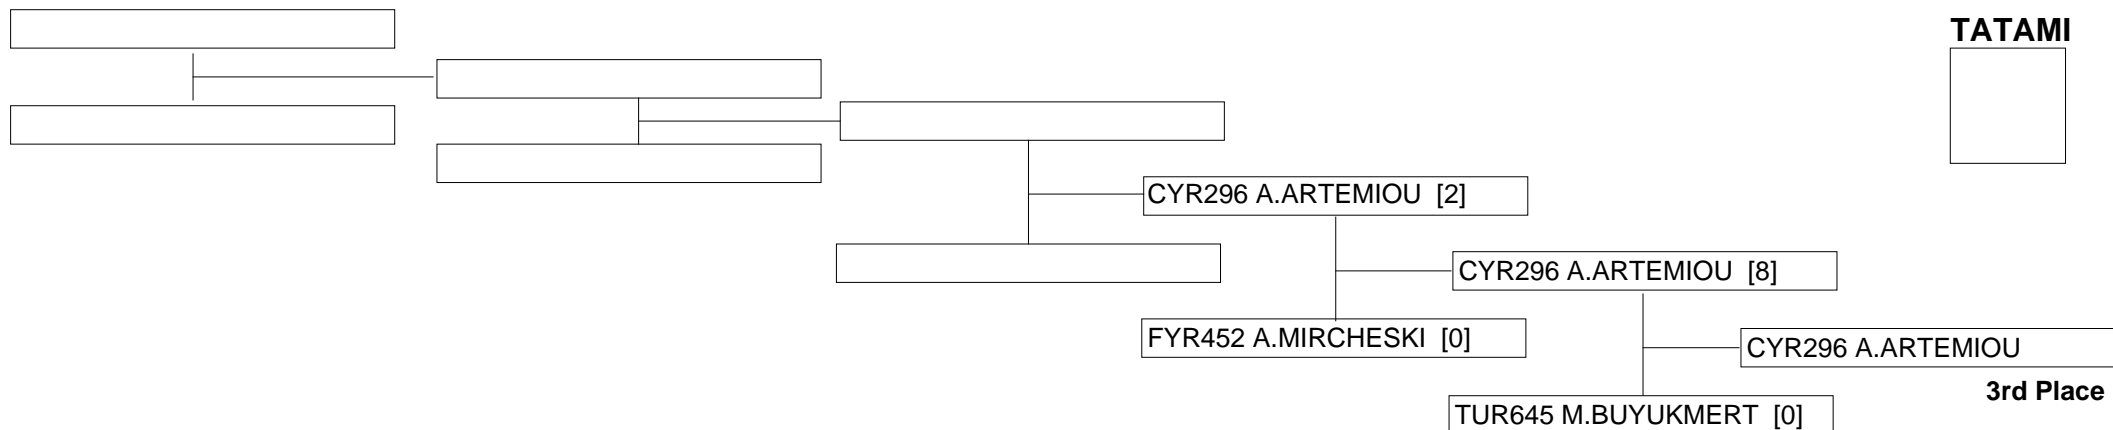 TATAMI
CYR296 A.ARTEMIOU [2]
CYR296 A.ARTEMIOU [8]
FYR452 A.MIRCHESKI [0]
CYR296 A.ARTEMIOU
3rd Place
TUR645 M.BUYUKMERT [0]